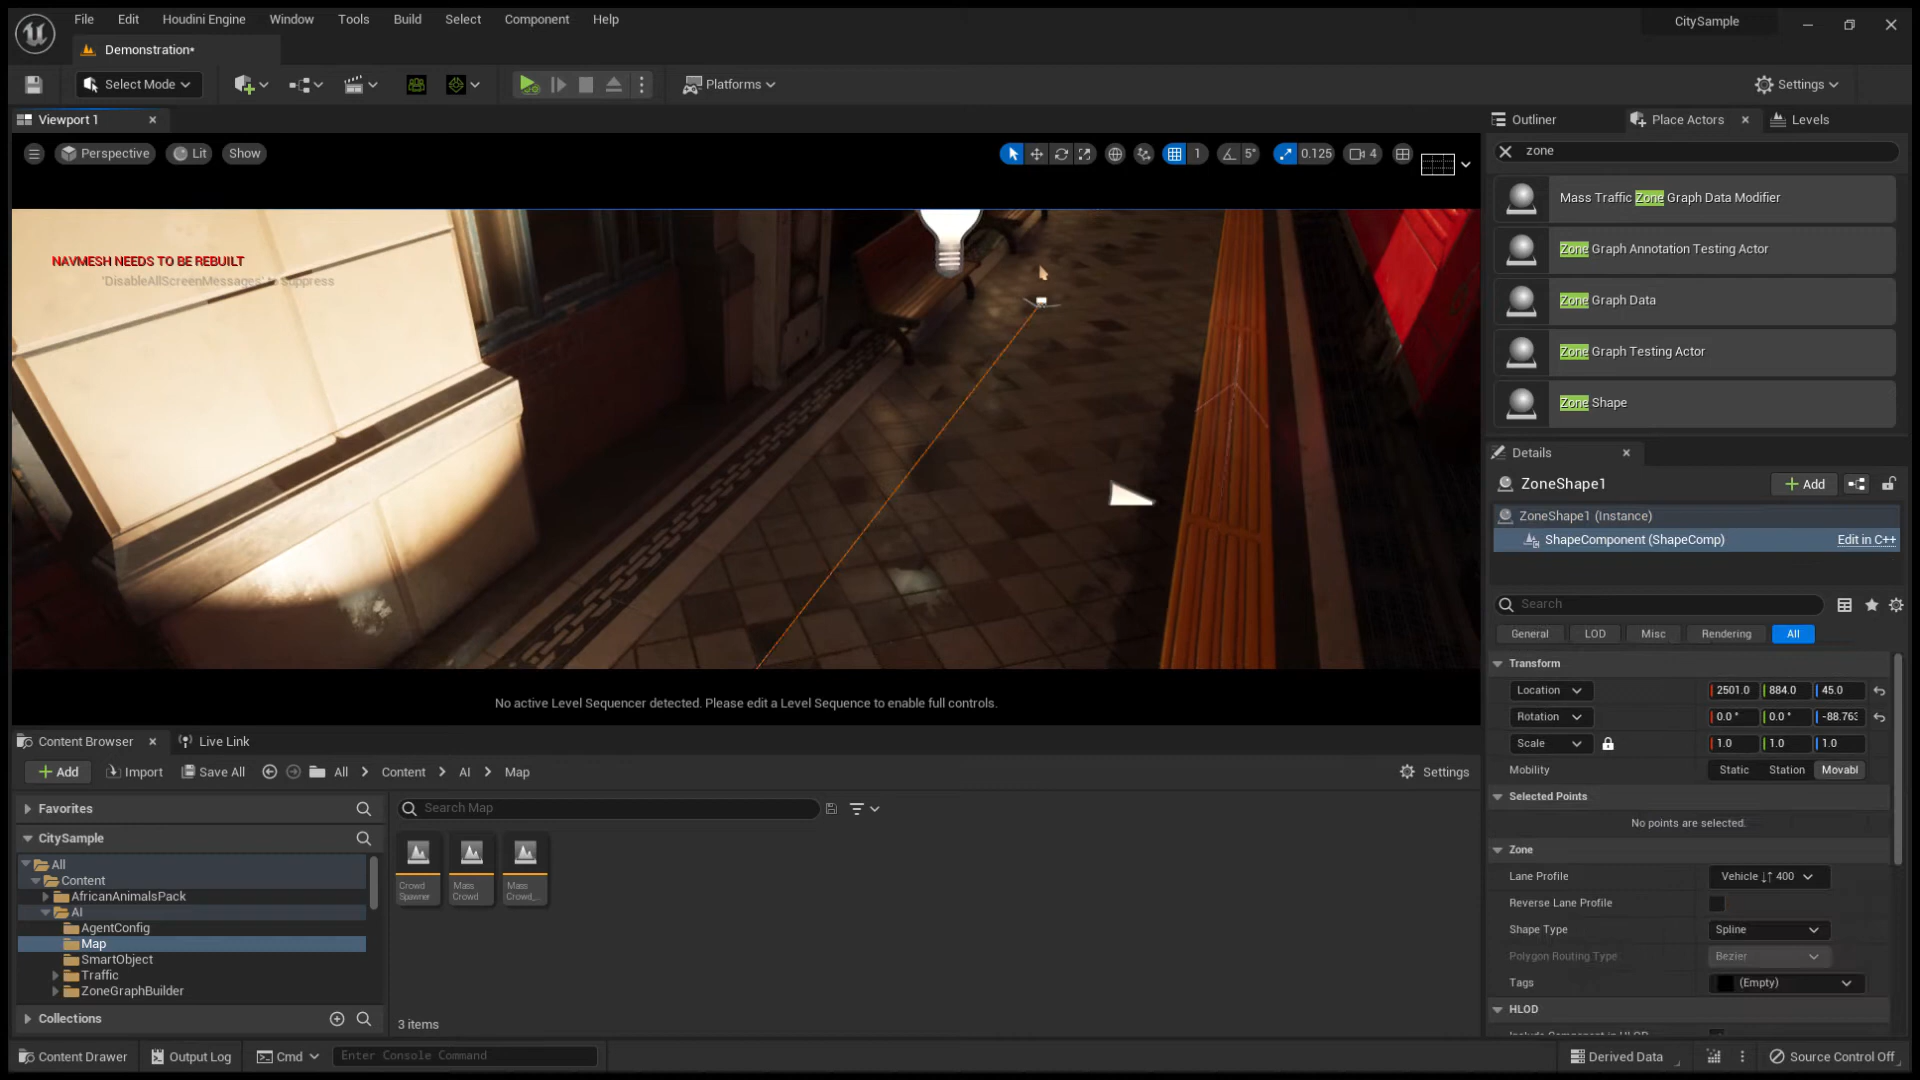 File Edit Houdini Engine Window Tools Build Select Component Help
CitySample
Demonstration•
Select Mode
Platforms
Settings
Viewport 1
Perspective Lit Show
1 5° 0.125 4
NAVMESH NEEDS TO BE REBUILT
'DisableAllScreenMessages' to suppress
No active Level Sequencer detected. Please edit a Level Sequence to enable full controls.
Outliner Place Actors Levels
zone
Mass Traffic Zone Graph Data Modifier
Zone Graph Annotation Testing Actor
Zone Graph Data
Zone Graph Testing Actor
Zone Shape
Details
ZoneShape1
Add
ZoneShape1 (Instance)
ShapeComponent (ShapeComp) Edit in C++
Search
General LOD Misc Rendering All
Transform
Location 2501.0 884.0 45.0
Rotation 0.0 ° 0.0 ° -88.763
Scale 1.0 1.0 1.0
Mobility Static Station Movabl
Selected Points
No points are selected.
Zone
Lane Profile Vehicle ↓↑ 400
Reverse Lane Profile
Shape Type Spline
Polygon Routing Type Bezier
Tags (Empty)
HLOD
Include Component in HLOD
Content Browser Live Link
Add Import Save All All Content AI Map
Settings
Favorites
CitySample
All
Content
AfricanAnimalsPack
AI
AgentConfig
Map
SmartObject
Traffic
ZoneGraphBuilder
Collections
Search Map
Crowd Mass Mass
Spawner Crowd Crowd_...
3 items
Content Drawer Output Log Cmd Enter Console Command
Derived Data Source Control Off